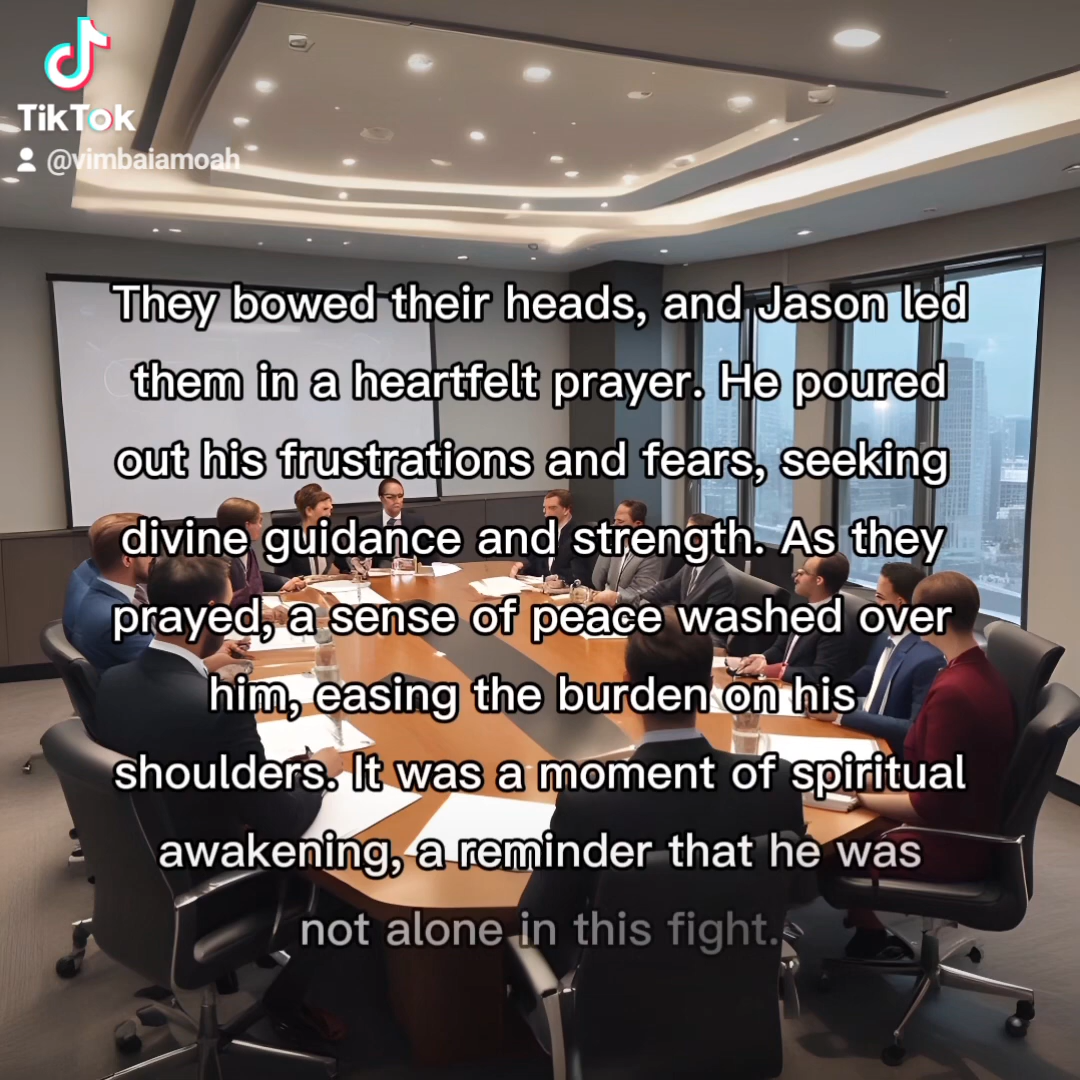 TikTok
@vimbaiamoah
They bowed their heads, and Jason led
them in a heartfelt prayer. He poured
out his frustrations and fears, seeking
divine guidance and strength. As they
prayed, a sense of peace washed over
him, easing the burden on his
shoulders. It was a moment of spiritual
awakening, a reminder that he was
not alone in this fight.